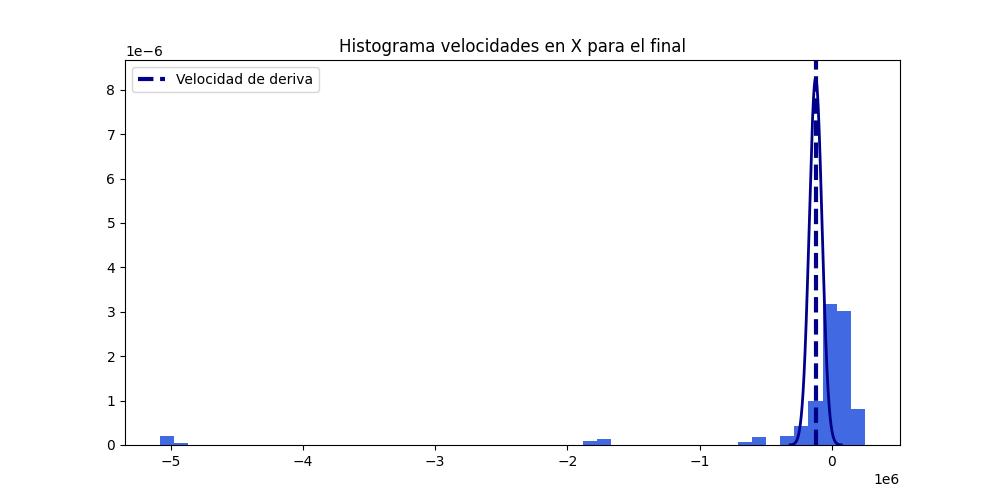 Histograma velocidades en X para el final
1e−6
Velocidad de deriva
8
7
6
5
4
3
2
1
0
−5 −4 −3 −2 −1 0
1e6